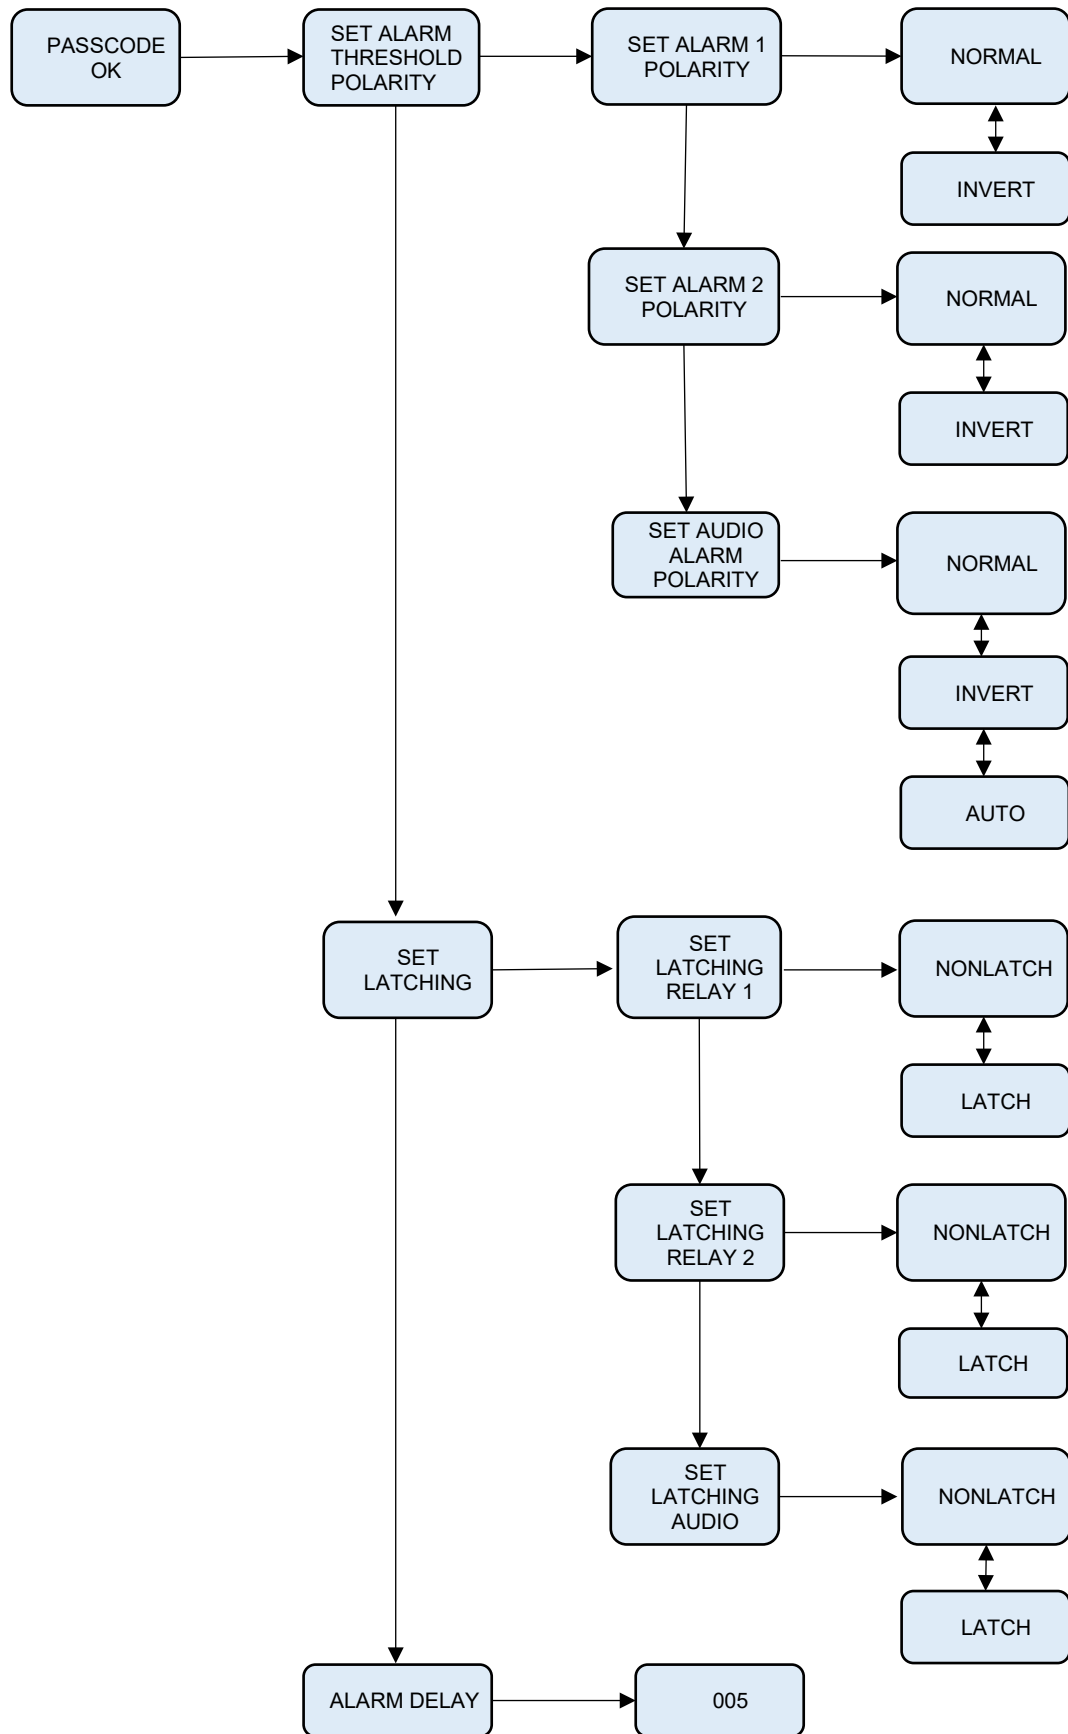 PASSCODE
OK
SET ALARM
THRESHOLD
POLARITY
SET ALARM 1
POLARITY
NORMAL
INVERT
SET ALARM 2
POLARITY
NORMAL
INVERT
SET AUDIO
ALARM
POLARITY
NORMAL
INVERT
AUTO
SET
LATCHING
SET
LATCHING
RELAY 1
NONLATCH
LATCH
SET
LATCHING
RELAY 2
NONLATCH
LATCH
SET
LATCHING
AUDIO
NONLATCH
LATCH
ALARM DELAY
005